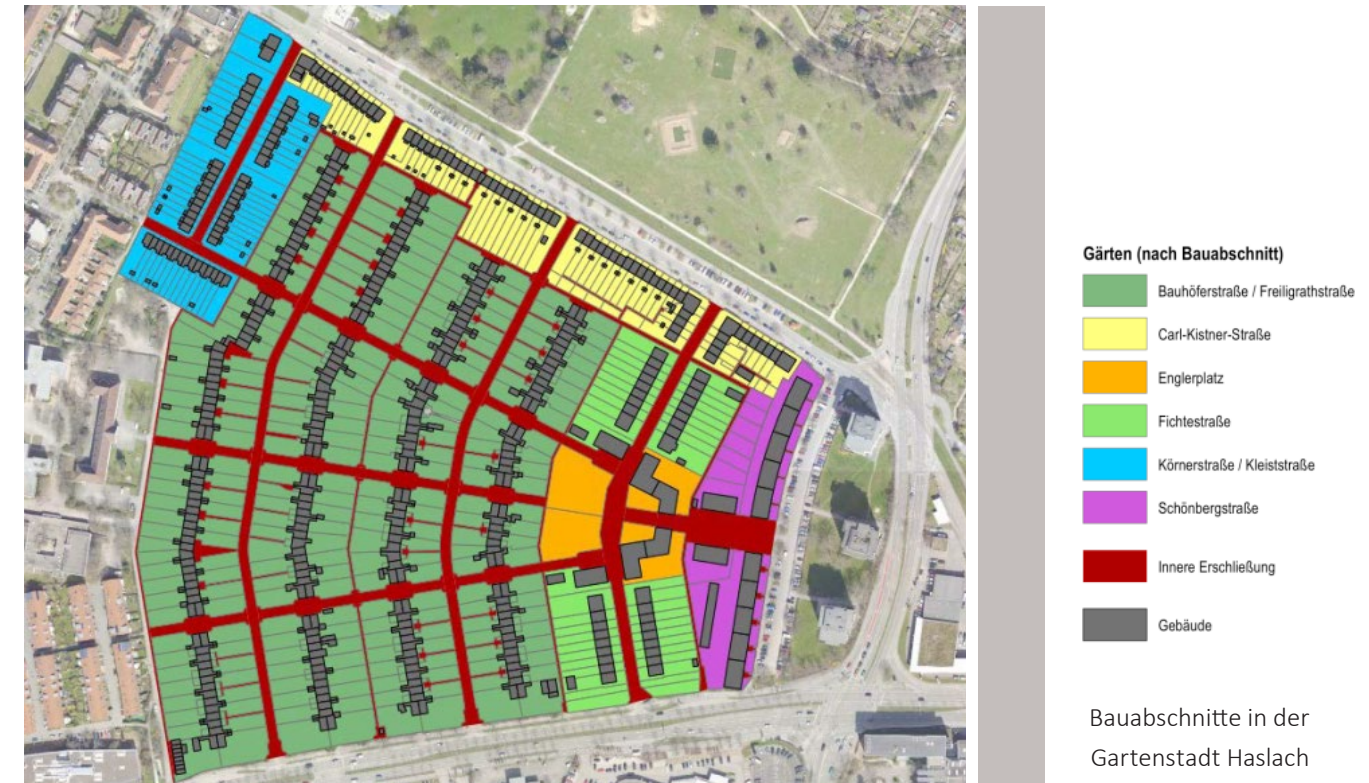 Gärten (nach Bauabschnitt)
Bauhöferstraße / Freiligrathstraße
Carl-Kistner-Straße
Englerplatz
Fichtestraße
Körnerstraße / Kleiststraße
Schönbergstraße
Innere Erschließung
Gebäude
Bauabschnitte in der
Gartenstadt Haslach